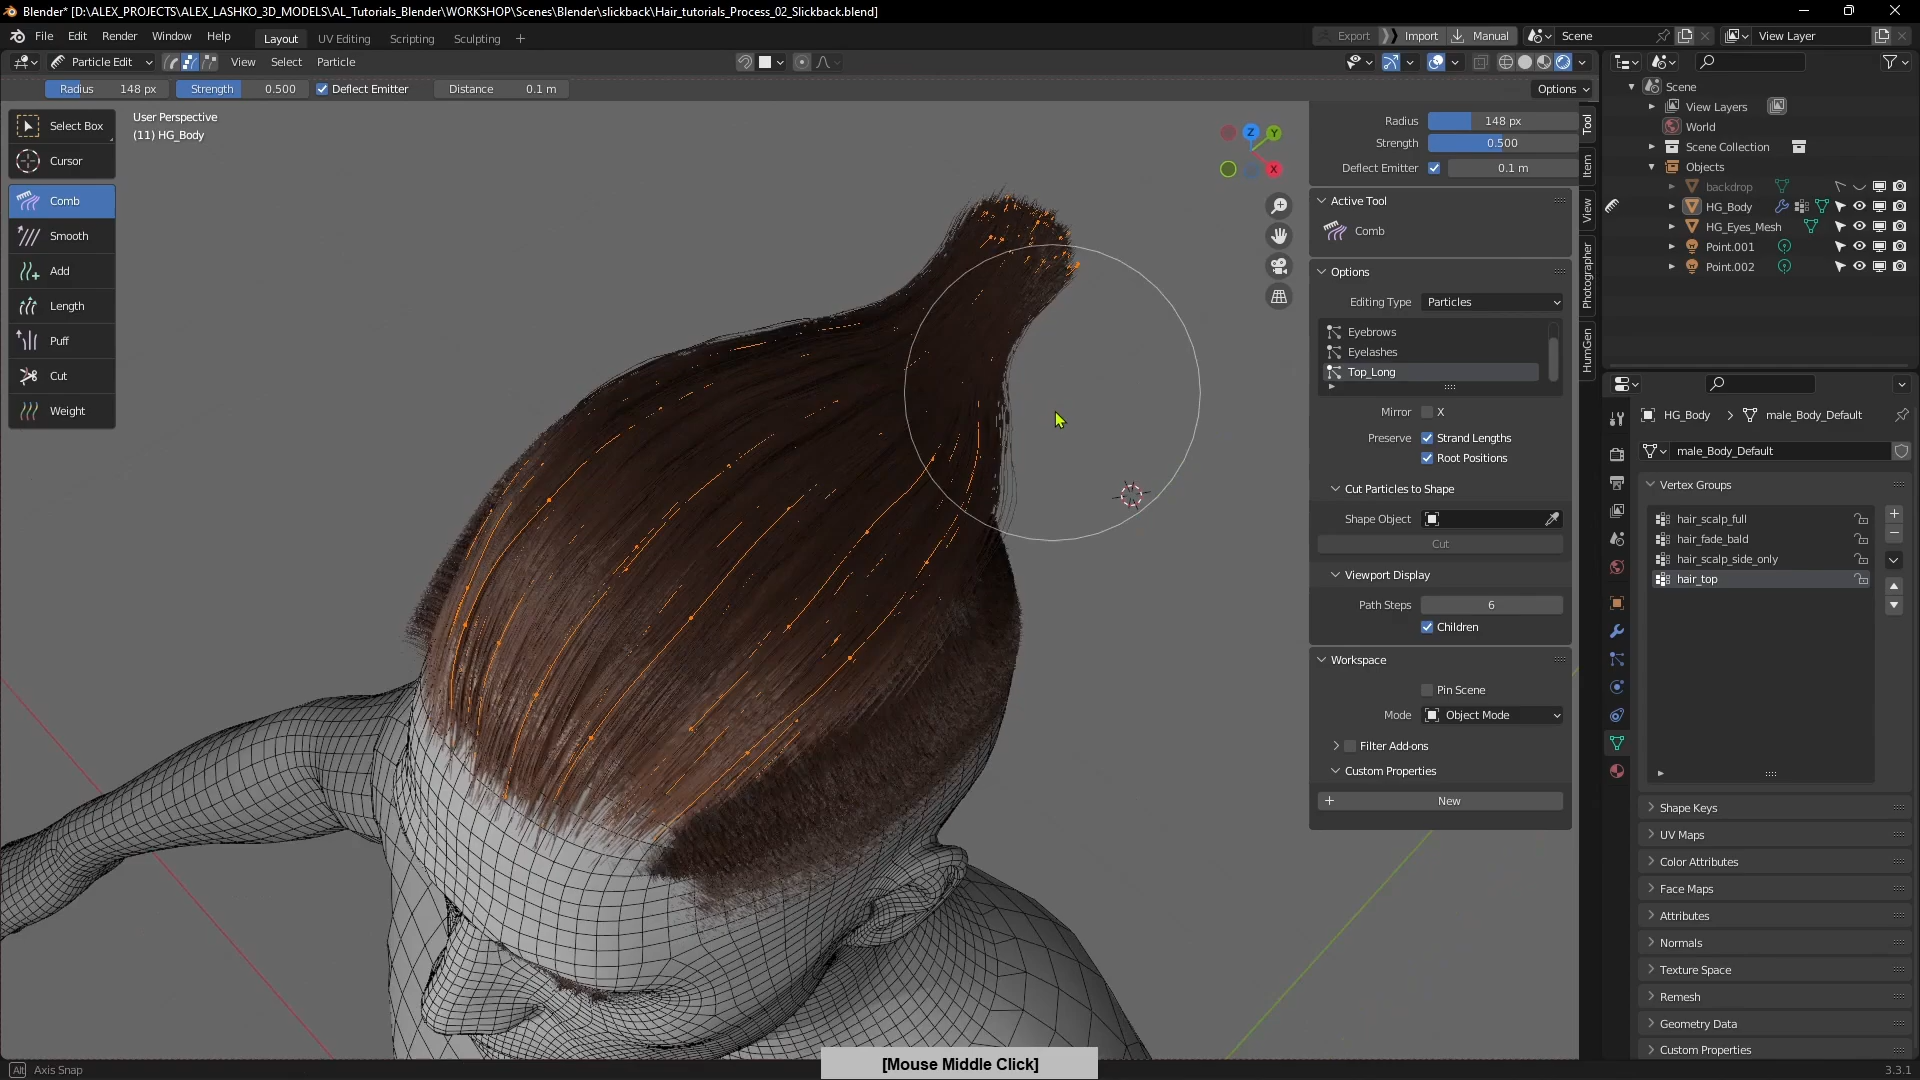 Blender* [D:\ALEX_PROJECTS\ALEX_LASHKO_3D_MODELS\AL_Tutorials_Blender\WORKSHOP\Scenes\Blender\slickback\Hair_tutorials_Process_02_Slickback.blend]
File Edit Render Window Help Layout UV Editing Scripting Sculpting + Export Import Manual Scene View Layer
Particle Edit View Select Particle
Radius 148 px Strength 0.500 Deflect Emitter Distance 0.1 m Options
User Perspective
(11) HG_Body
Select Box
Cursor
Comb
Smooth
Add
Length
Puff
Cut
Weight
Z
Y
X
Radius 148 px
Strength 0.500
Deflect Emitter 0.1 m
Active Tool
Comb
Options
Editing Type Particles
Eyebrows
Eyelashes
Top_Long
Mirror X
Preserve Strand Lengths
Root Positions
Cut Particles to Shape
Shape Object
Cut
Viewport Display
Path Steps 6
Children
Workspace
Pin Scene
Mode Object Mode
Filter Add-ons
Custom Properties
+ New
Tool
Item
View
Photographer
HumGen
Scene
View Layers
World
Scene Collection
Objects
backdrop
HG_Body
HG_Eyes_Mesh
Point.001
Point.002
HG_Body > male_Body_Default
male_Body_Default
Vertex Groups
hair_scalp_full
hair_fade_bald
hair_scalp_side_only
hair_top
Shape Keys
UV Maps
Color Attributes
Face Maps
Attributes
Normals
Texture Space
Remesh
Geometry Data
Custom Properties
[Mouse Middle Click]
Alt Axis Snap
3.3.1